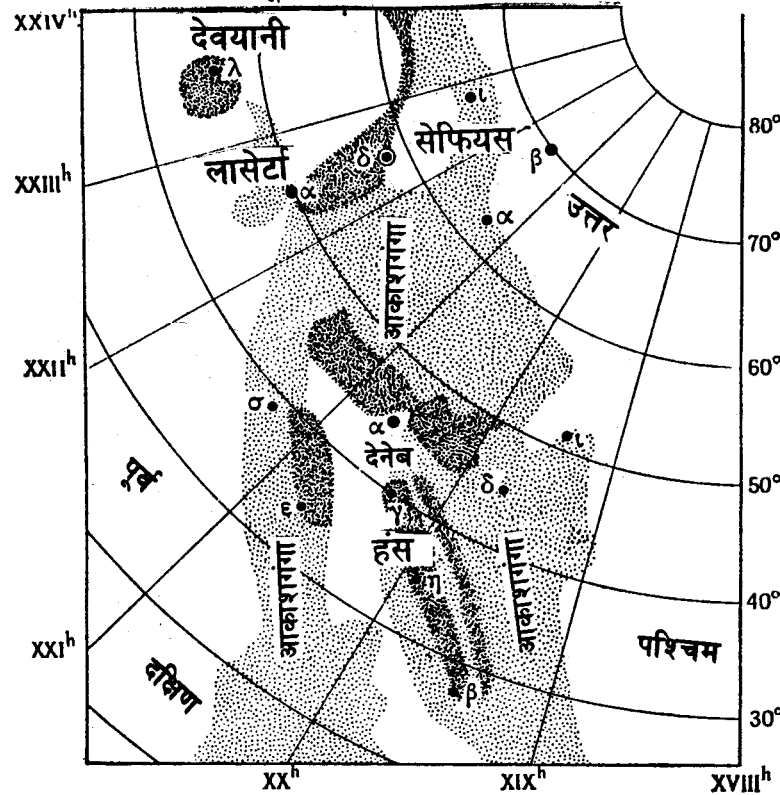 XXIVʰ
देवयानी
λ
ι
सेफियस
80°
लासेर्टा
δ
β
XXIIIʰ
α
α
उत्तर
70°
आकाशगंगा
XXIIʰ
60°
σ
α
ι
देनेब
पूर्व
δ
50°
ε
γ
हंस
आकाशगंगा
η
आकाशगंगा
40°
XXIʰ
पश्चिम
दक्षिण
β
30°
XXʰ
XIXʰ
XVIIIʰ